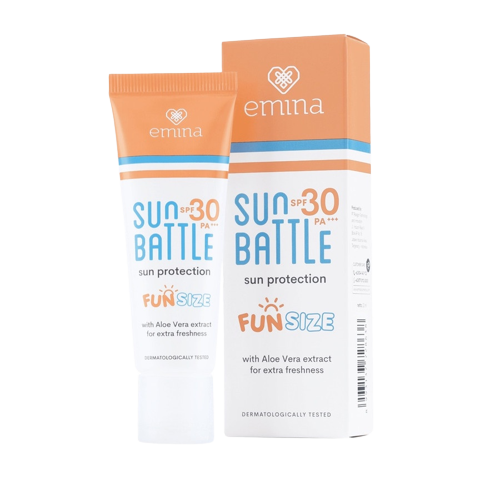 emina
SUN SPF 30
PA+++
BATTLE
sun protection
FUN SIZE
with Aloe Vera extract
for extra freshness
DERMATOLOGICALLY TESTED
emina
SUN SPF 30
PA+++
BATTLE
sun protection
FUN SIZE
with Aloe Vera extract
for extra freshness
DERMATOLOGICALLY TESTED